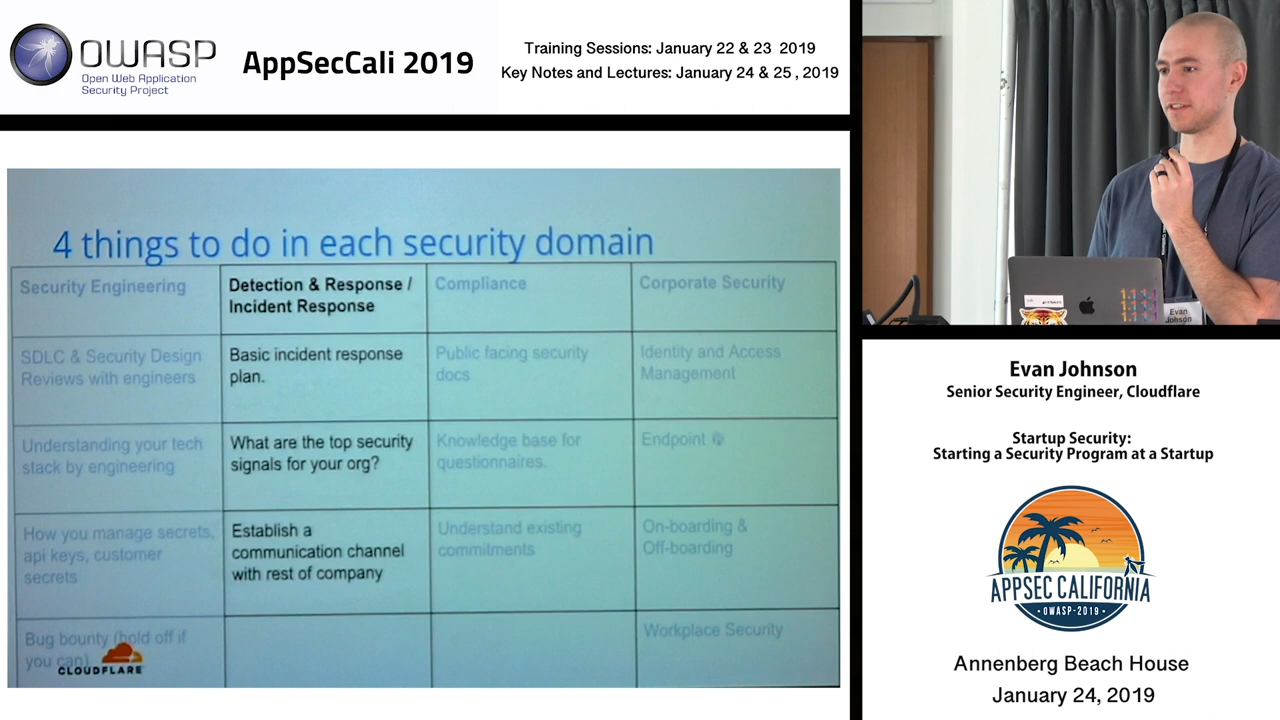 OWASP
Open Web Application
Security Project
AppSecCali 2019
Training Sessions: January 22 & 23 2019
Key Notes and Lectures: January 24 & 25, 2019
4 things to do in each security domain
Security Engineering
Detection & Response /
Incident Response
Compliance
Corporate Security
SDLC & Security Design
Reviews with engineers
Basic incident response
plan.
Public facing security
docs
Identity and Access
Management
Understanding your tech
stack by engineering
What are the top security
signals for your org?
Knowledge base for
questionnaires.
Endpoint
How you manage secrets,
api keys, customer
secrets
Establish a
communication channel
with rest of company
Understand existing
commitments
On-boarding &
Off-boarding
Bug bounty (hold off if
you can)
Workplace Security
CLOUDFLARE
1.1.1.1
Evan
Johson
Evan Johnson
Senior Security Engineer, Cloudflare
Startup Security:
Starting a Security Program at a Startup
APPSEC CALIFORNIA
OWASP-2019
Annenberg Beach House
January 24, 2019